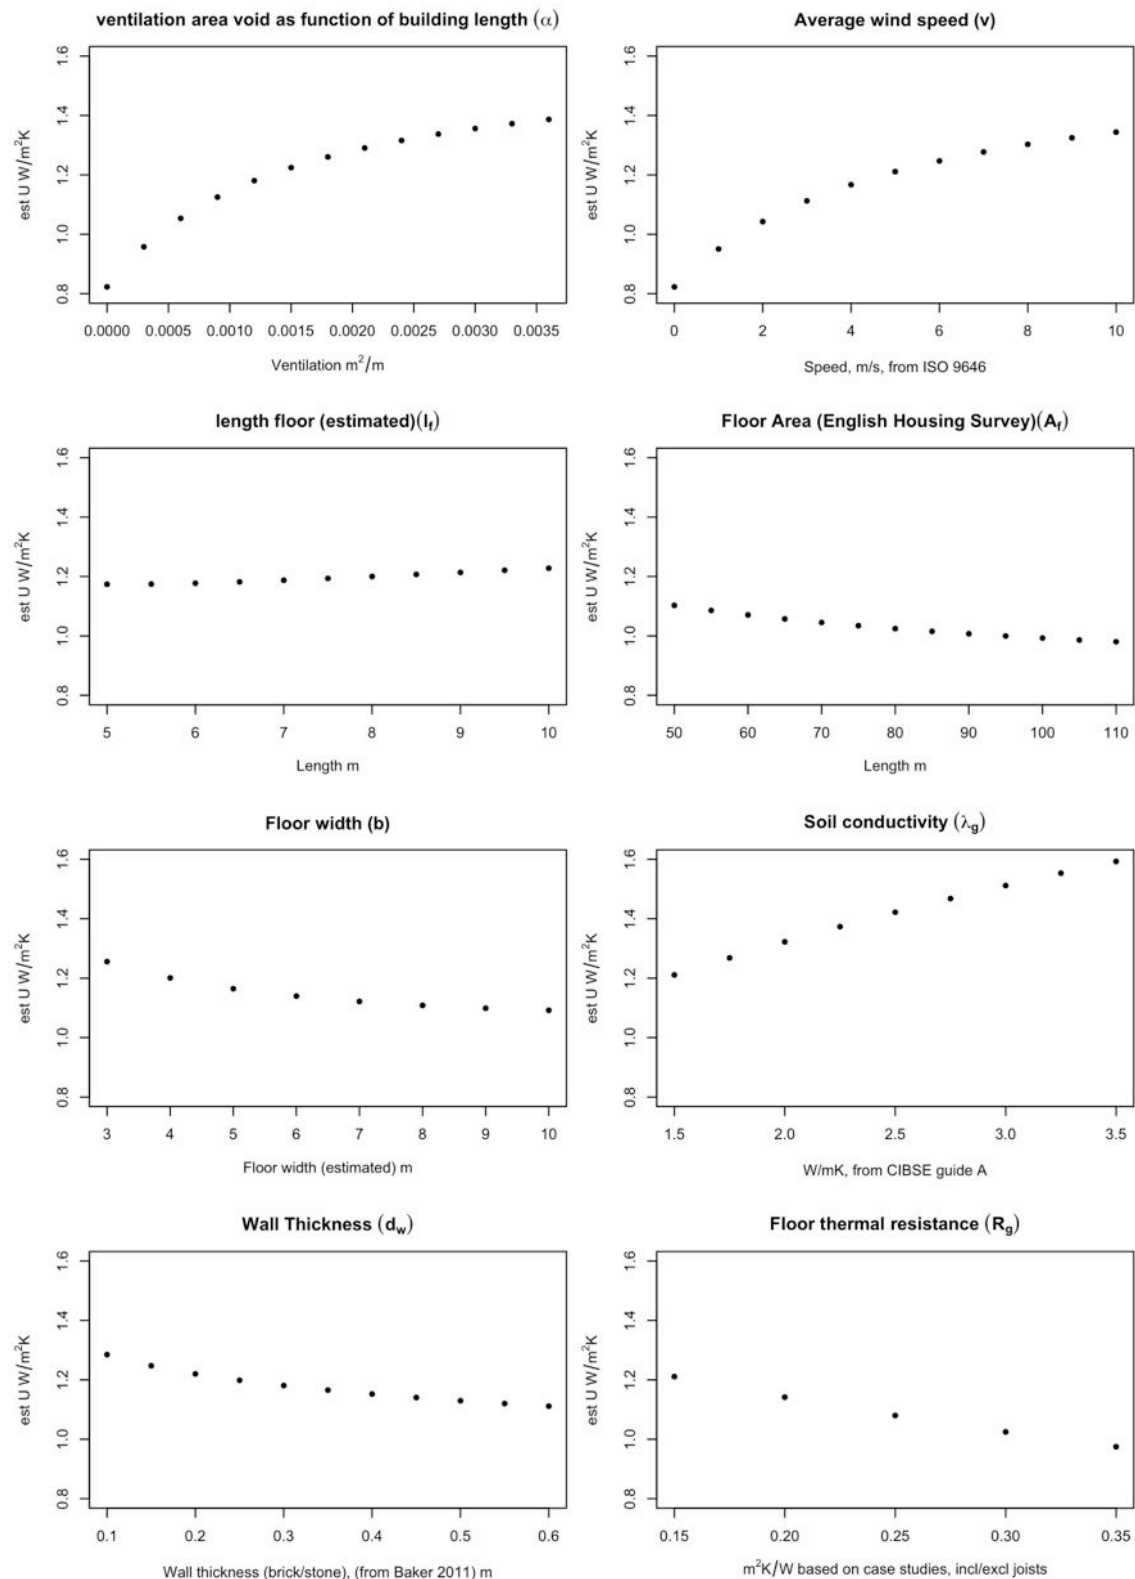 ventilation area void as function of building length (α)
est U W/m²K
0.8 1.0 1.2 1.4 1.6
0.0000 0.0005 0.0010 0.0015 0.0020 0.0025 0.0030 0.0035
Ventilation m²/m
Average wind speed (v)
est U W/m²K
0.8 1.0 1.2 1.4 1.6
0 2 4 6 8 10
Speed, m/s, from ISO 9646
length floor (estimated)(lf)
est U W/m²K
0.8 1.0 1.2 1.4 1.6
5 6 7 8 9 10
Length m
Floor Area (English Housing Survey)(Af)
est U W/m²K
0.8 1.0 1.2 1.4 1.6
50 60 70 80 90 100 110
Length m
Floor width (b)
est U W/m²K
0.8 1.0 1.2 1.4 1.6
3 4 5 6 7 8 9 10
Floor width (estimated) m
Soil conductivity (λg)
est U W/m²K
0.8 1.0 1.2 1.4 1.6
1.5 2.0 2.5 3.0 3.5
W/mK, from CIBSE guide A
Wall Thickness (dw)
est U W/m²K
0.8 1.0 1.2 1.4 1.6
0.1 0.2 0.3 0.4 0.5 0.6
Wall thickness (brick/stone), (from Baker 2011) m
Floor thermal resistance (Rg)
est U W/m²K
0.8 1.0 1.2 1.4 1.6
0.15 0.20 0.25 0.30 0.35
m²K/W based on case studies, incl/excl joists